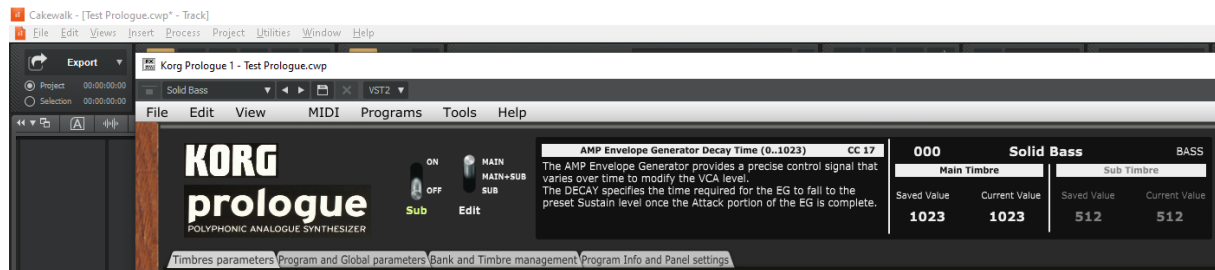 Cakewalk - [Test Prologue.cwp* - Track]
File Edit Views Insert Process Project Utilities Window Help
Export
Korg Prologue 1 - Test Prologue.cwp
Project 00:00:00:00
Solid Bass VST2
Selection 00:00:00:00
File Edit View MIDI Programs Tools Help
A
KORG
prologue
POLYPHONIC ANALOGUE SYNTHESIZER
ON
OFF
Sub
MAIN
MAIN+SUB
SUB
Edit
AMP Envelope Generator Decay Time (0..1023) CC 17
The AMP Envelope Generator provides a precise control signal that
varies over time to modify the VCA level.
The DECAY specifies the time required for the EG to fall to the
preset Sustain level once the Attack portion of the EG is complete.
000 Solid Bass BASS
Main Timbre Sub Timbre
Saved Value Current Value Saved Value Current Value
1023 1023 512 512
Timbres parameters Program and Global parameters Bank and Timbre management Program Info and Panel settings